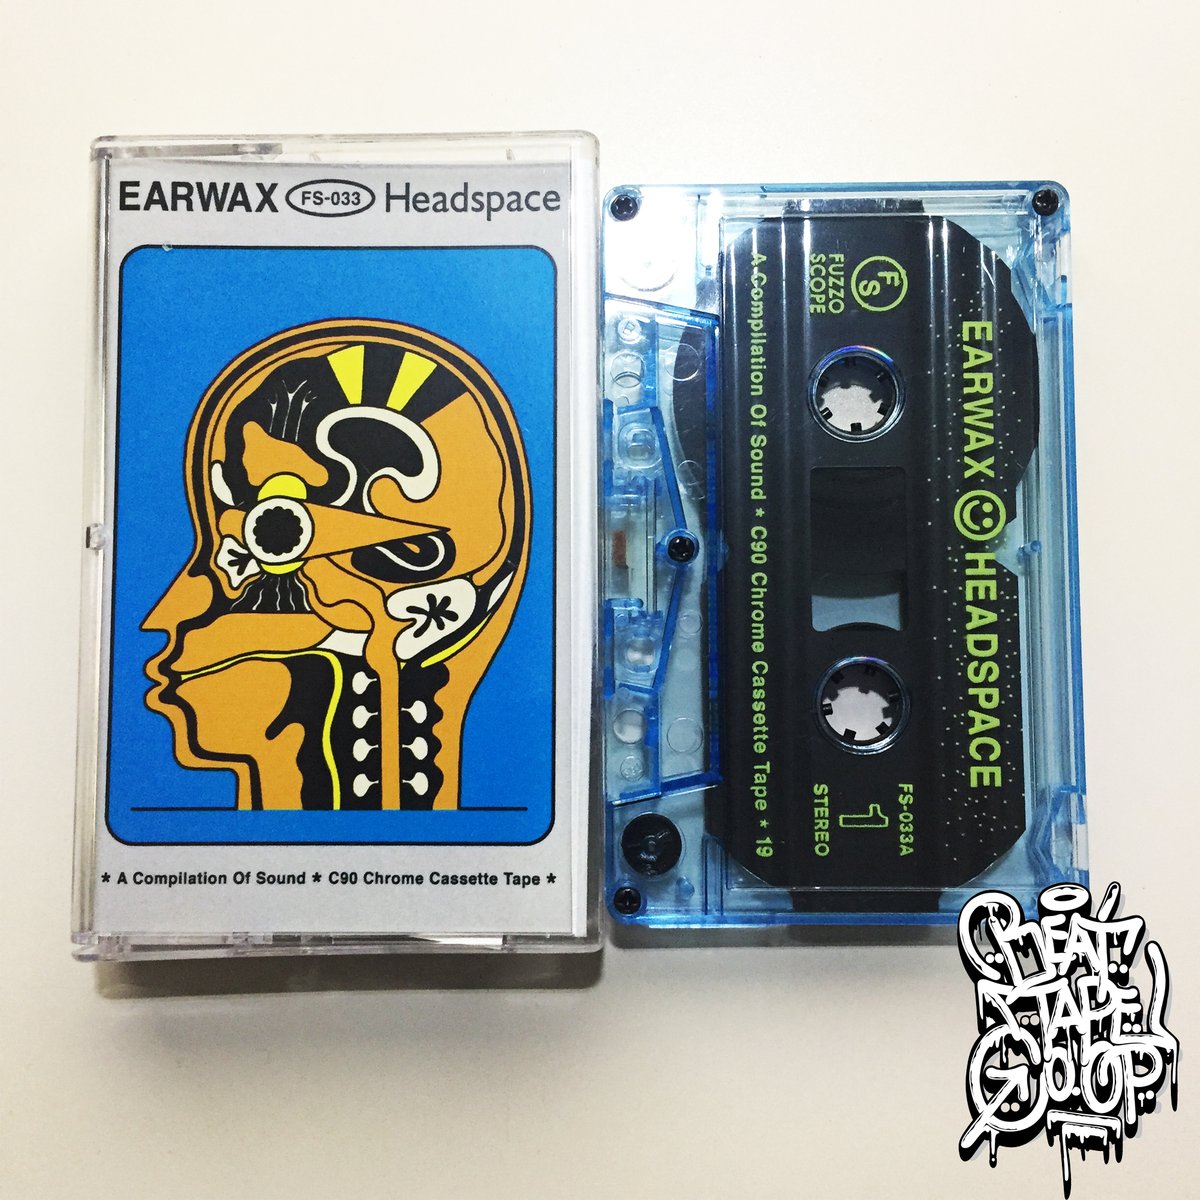 EARWAX FS-033 Headspace
* A Compilation Of Sound * C90 Chrome Cassette Tape *
EARWAX HEADSPACE
FS
FUZZO
SCOPE
FS-033A
1
STEREO
A Compilation Of Sound * C90 Chrome Cassette Tape * 19
BEAT
TAPE
CO.OP